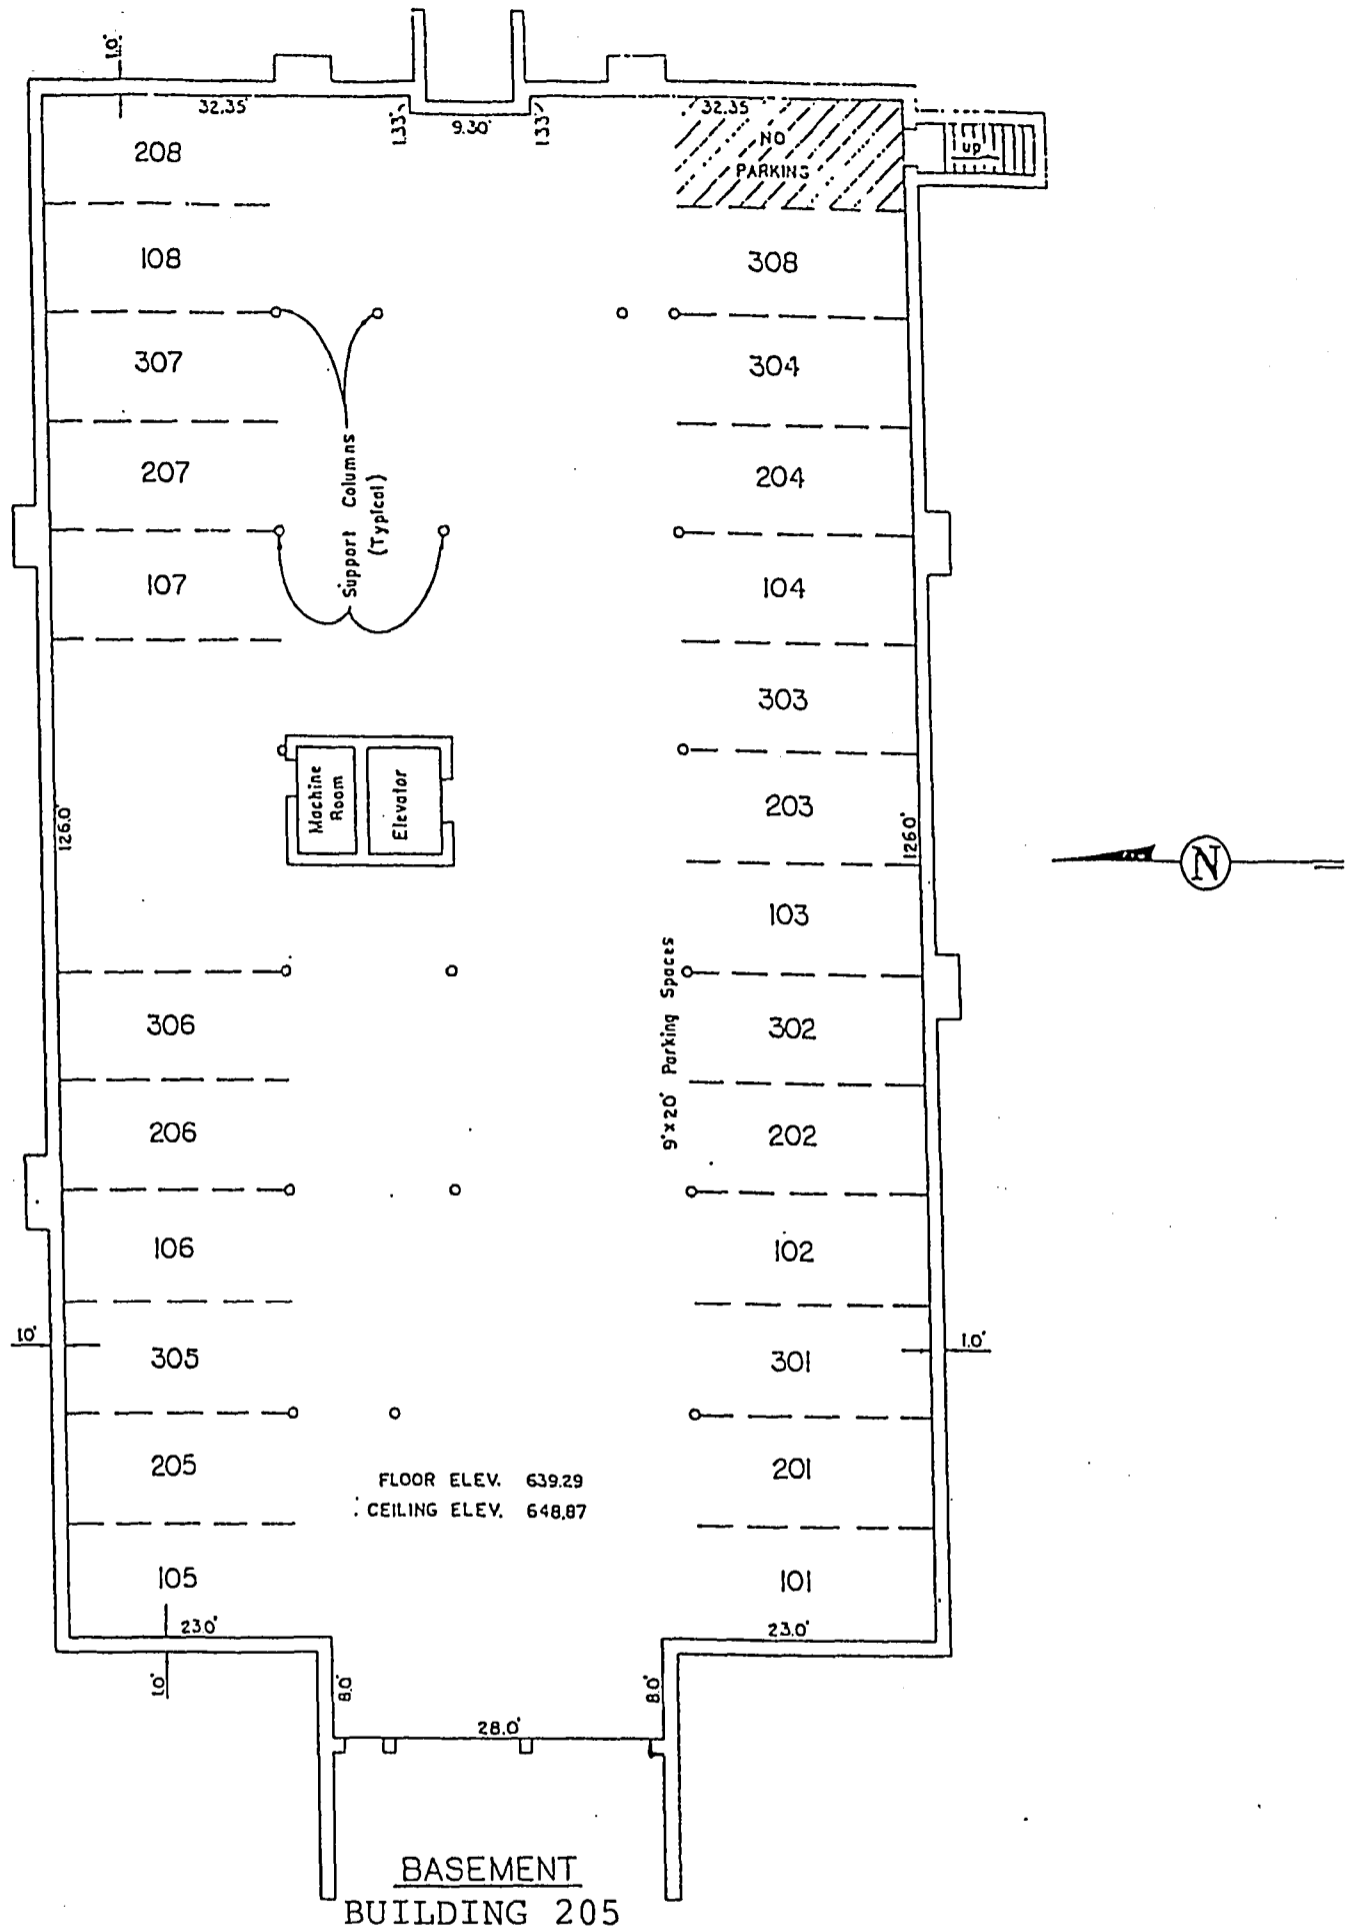 1.0'
32.35'
1.33'
9.30'
1.33'
32.35
NO
PARKING
up
208
108
308
307
304
207
204
Support Columns
(Typical)
107
104
303
Machine
Room
Elevator
203
126.0'
126.0'
N
103
9'x20' Parking Spaces
306
302
206
202
106
102
1.0'
1.0'
305
301
205
201
FLOOR ELEV. 639.29
CEILING ELEV. 648.87
105
101
23.0'
23.0'
1.0'
8.0'
8.0'
28.0'
BASEMENT
BUILDING 205